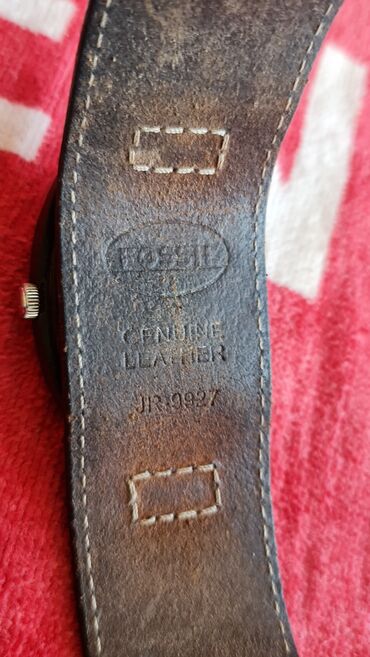 FOSSIL
GENUINE
LEATHER
JR-9927